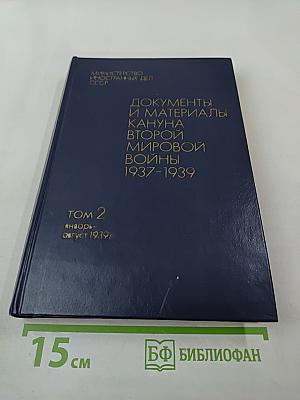 МИНИСТЕРСТВО
ИНОСТРАННЫХ ДЕЛ
СССР
ДОКУМЕНТЫ
И МАТЕРИАЛЫ
КАНУНА
ВТОРОЙ
МИРОВОЙ
ВОЙНЫ
1937-1939
ТОМ 2
январь-
август 1939г.
15 см
БФ БИБЛИОФАН